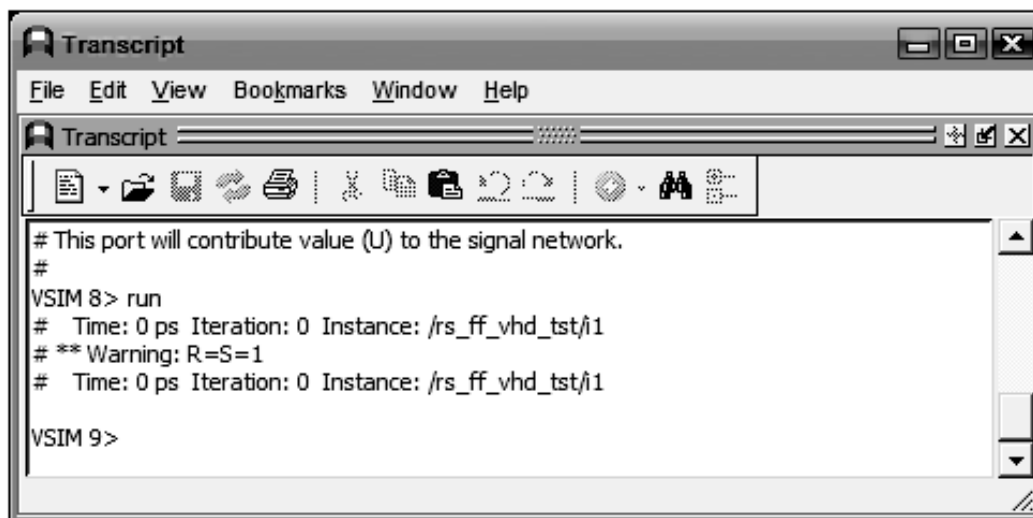 Transcript
File Edit View Bookmarks Window Help
Transcript
# This port will contribute value (U) to the signal network.
#
VSIM 8> run
#    Time: 0 ps  Iteration: 0  Instance: /rs_ff_vhd_tst/i1
# ** Warning: R=S=1
#    Time: 0 ps  Iteration: 0  Instance: /rs_ff_vhd_tst/i1
VSIM 9>